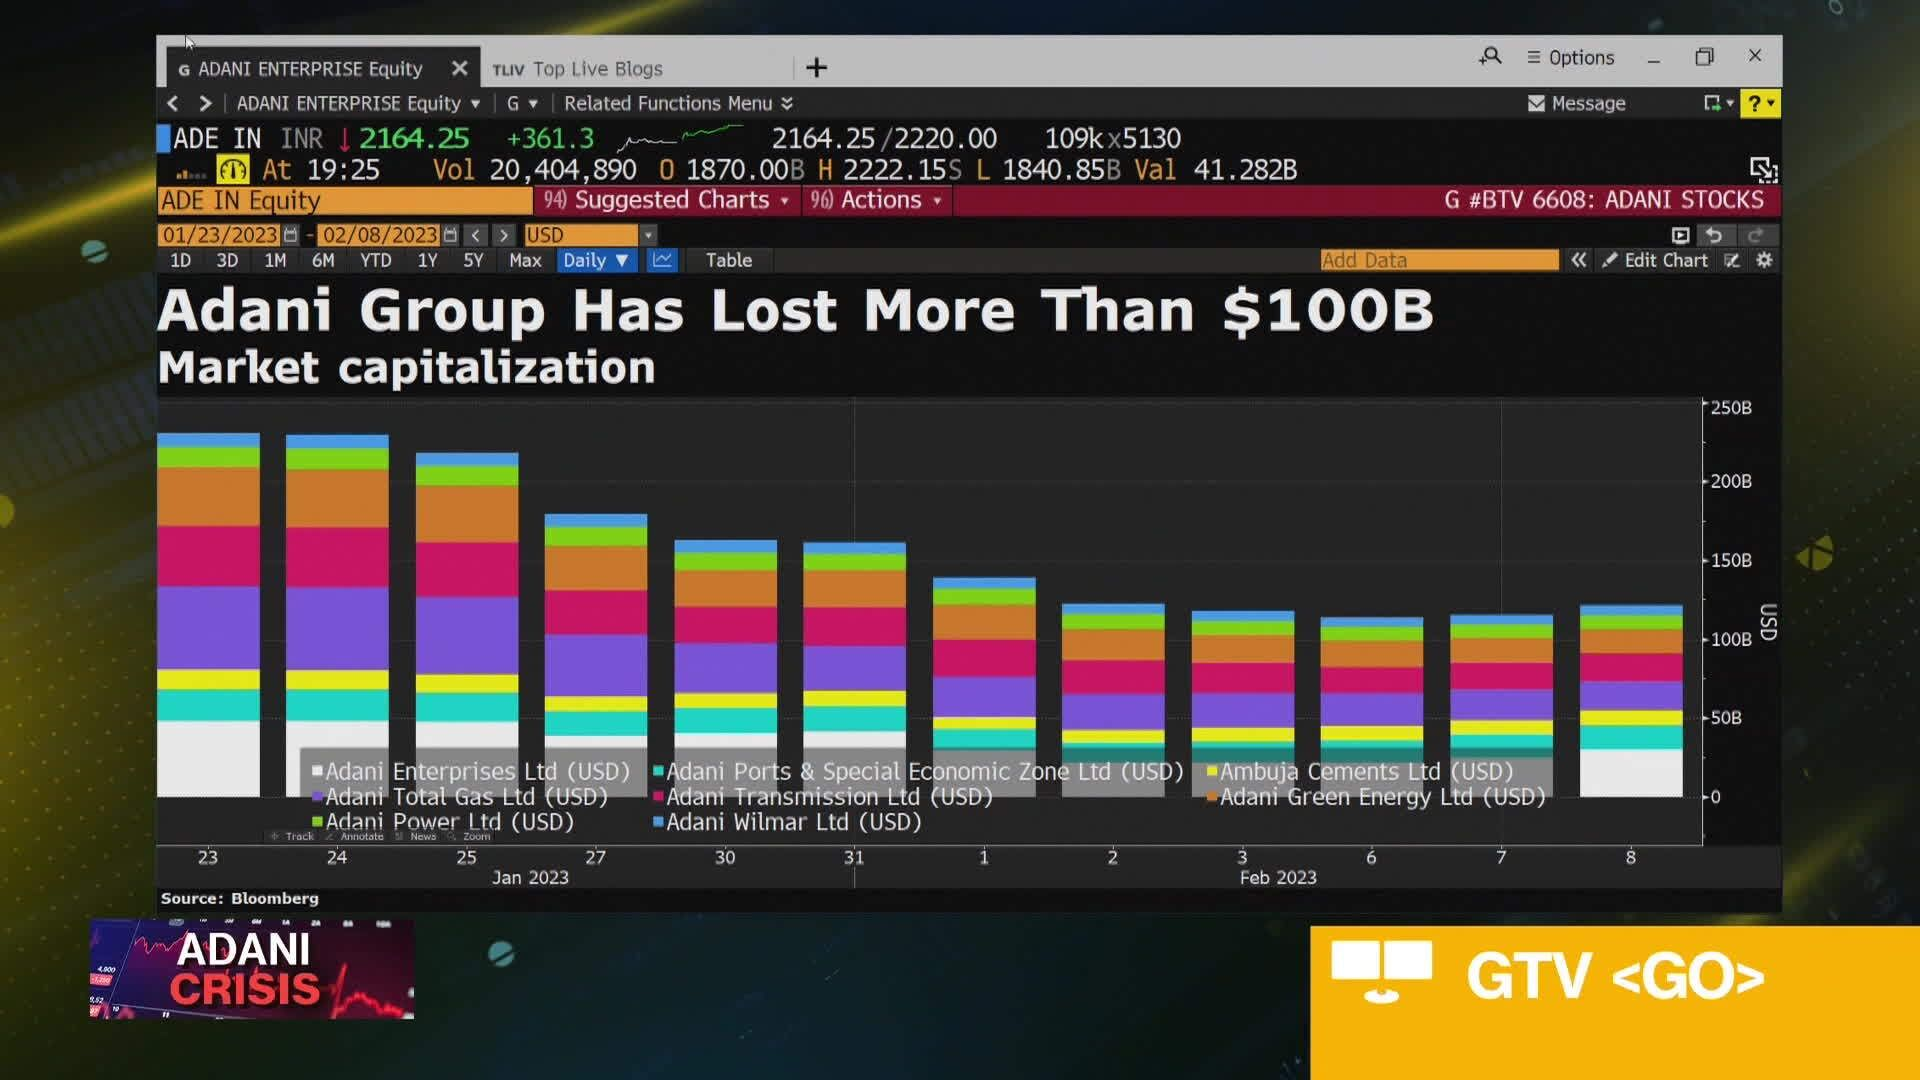 G ADANI ENTERPRISE Equity TLIV Top Live Blogs + Options
ADANI ENTERPRISE Equity G Related Functions Menu Message ?
ADE IN INR 2164.25 +361.3 2164.25/2220.00 109kx5130
At 19:25 Vol 20,404,890 O 1870.00B H 2222.15S L 1840.85B Val 41.282B
ADE IN Equity 94) Suggested Charts 96) Actions G #BTV 6608: ADANI STOCKS
01/23/2023 - 02/08/2023 USD
1D 3D 1M 6M YTD 1Y 5Y Max Daily Table Add Data Edit Chart
Adani Group Has Lost More Than $100B
Market capitalization
250B
200B
150B
100B
50B
0
USD
Adani Enterprises Ltd (USD) Adani Ports & Special Economic Zone Ltd (USD) Ambuja Cements Ltd (USD)
Adani Total Gas Ltd (USD) Adani Transmission Ltd (USD) Adani Green Energy Ltd (USD)
Adani Power Ltd (USD) Adani Wilmar Ltd (USD)
Track Annotate News Zoom
23 24 25 27 30 31 1 2 3 6 7 8
Jan 2023 Feb 2023
Source: Bloomberg
ADANI
CRISIS
GTV <GO>